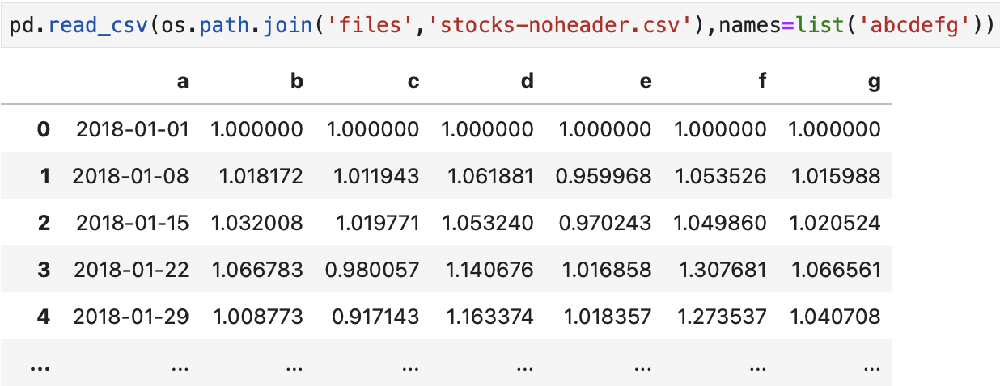 pd.read_csv(os.path.join('files','stocks-noheader.csv'),names=list('abcdefg'))
a b c d e f g
0 2018-01-01 1.000000 1.000000 1.000000 1.000000 1.000000 1.000000
1 2018-01-08 1.018172 1.011943 1.061881 0.959968 1.053526 1.015988
2 2018-01-15 1.032008 1.019771 1.053240 0.970243 1.049860 1.020524
3 2018-01-22 1.066783 0.980057 1.140676 1.016858 1.307681 1.066561
4 2018-01-29 1.008773 0.917143 1.163374 1.018357 1.273537 1.040708
... ... ... ... ... ... ... ...